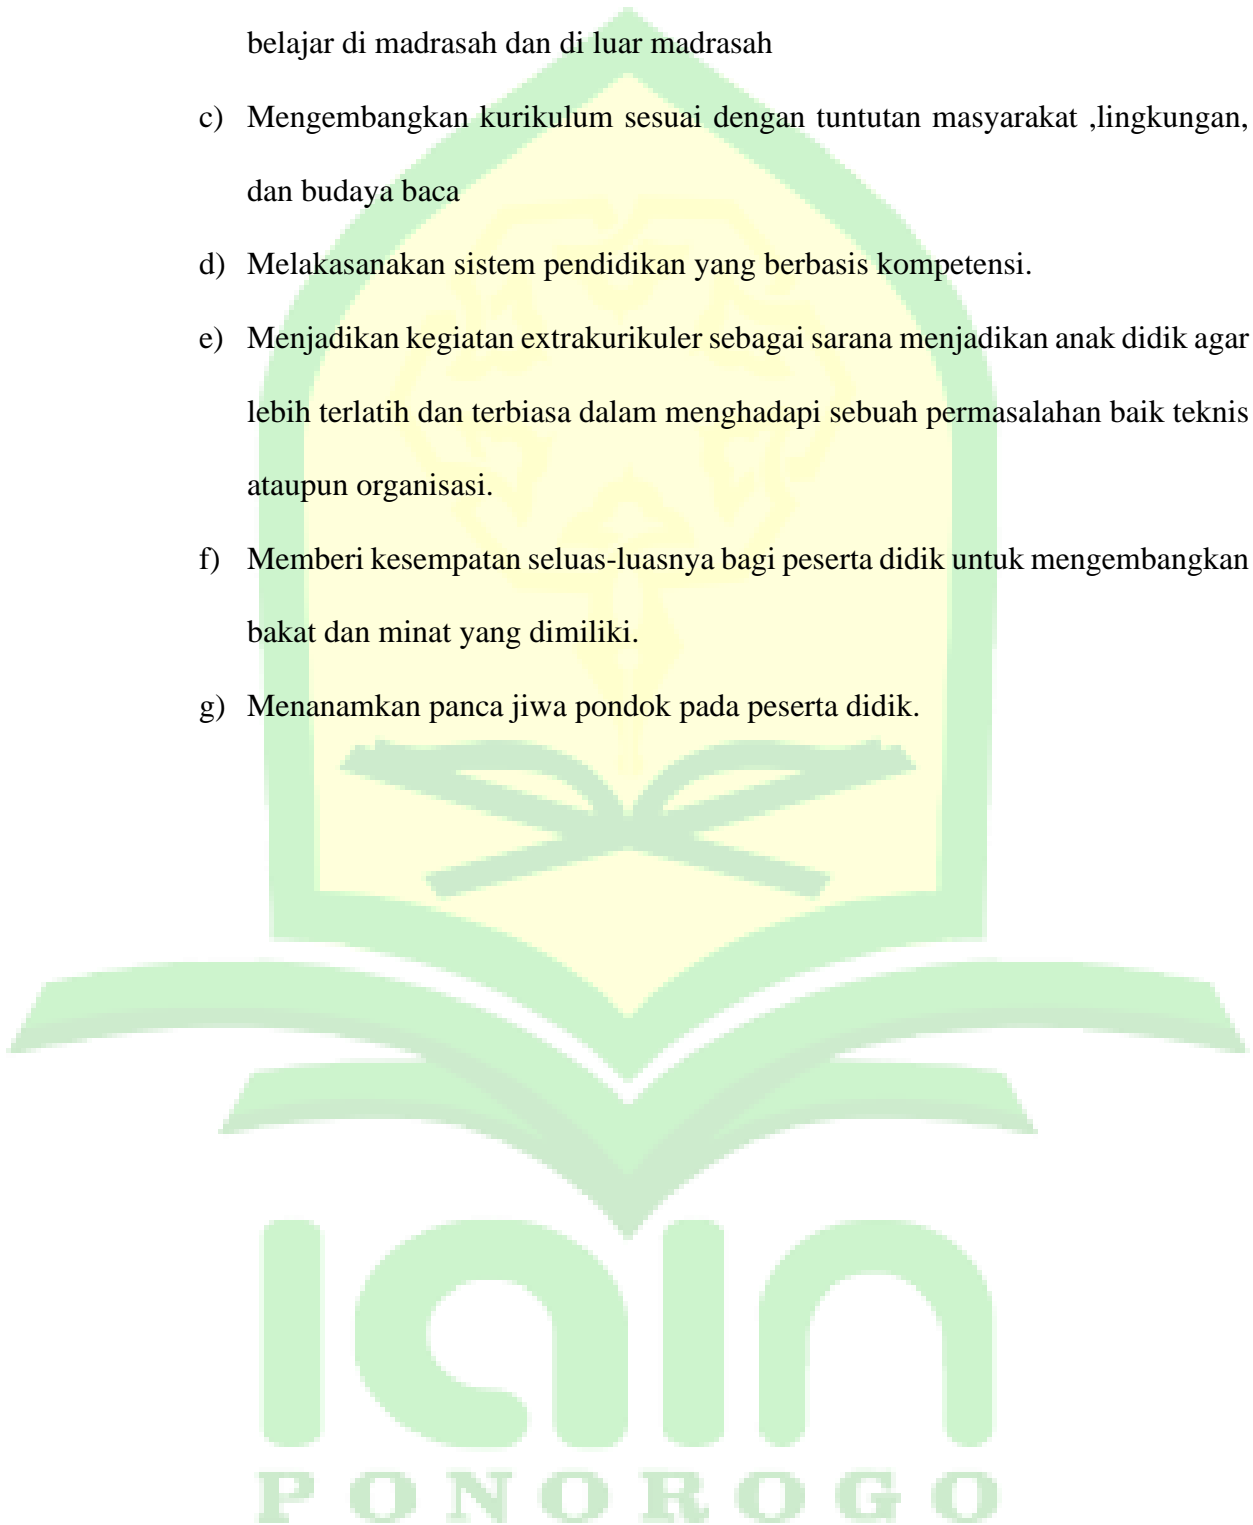 belajar di madrasah dan di luar madrasah
c) Mengembangkan kurikulum sesuai dengan tuntutan masyarakat ,lingkungan,
dan budaya baca
d) Melakasanakan sistem pendidikan yang berbasis kompetensi.
e) Menjadikan kegiatan extrakurikuler sebagai sarana menjadikan anak didik agar
lebih terlatih dan terbiasa dalam menghadapi sebuah permasalahan baik teknis
ataupun organisasi.
f) Memberi kesempatan seluas-luasnya bagi peserta didik untuk mengembangkan
bakat dan minat yang dimiliki.
g) Menanamkan panca jiwa pondok pada peserta didik.
iain
PONOROGO